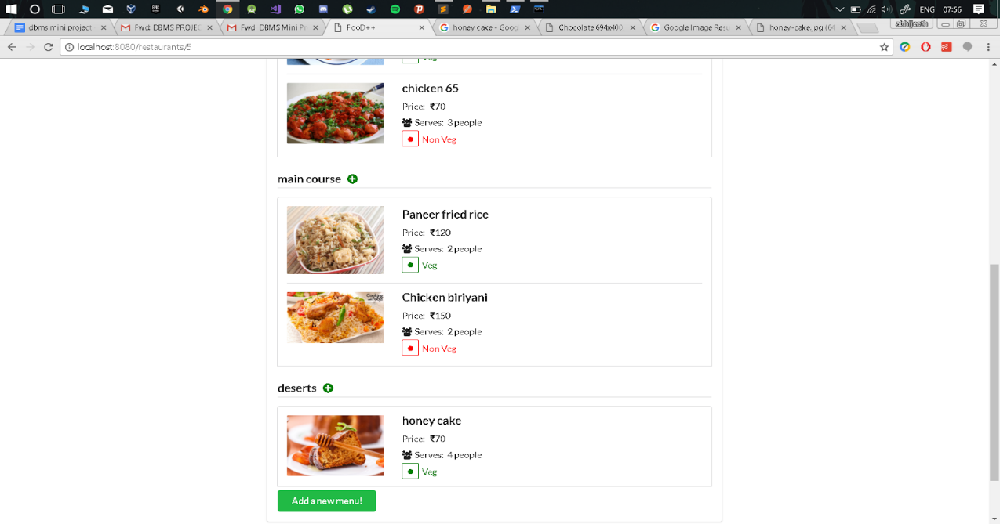 ENG 07:56
dbms mini project
Fwd: DBMS PROJE
Fwd: DBMS Mini Pr
FooD++
honey cake - Goog
Chocolate 694x400
Google Image Resu
honey-cake.jpg (64
abhijeeth
localhost:8080/restaurants/5
Veg
chicken 65
Price: ₹70
Serves: 3 people
Non Veg
main course
Paneer fried rice
Price: ₹120
Serves: 2 people
Veg
Chicken biriyani
Price: ₹150
Serves: 2 people
Non Veg
deserts
honey cake
Price: ₹70
Serves: 4 people
Veg
Add a new menu!